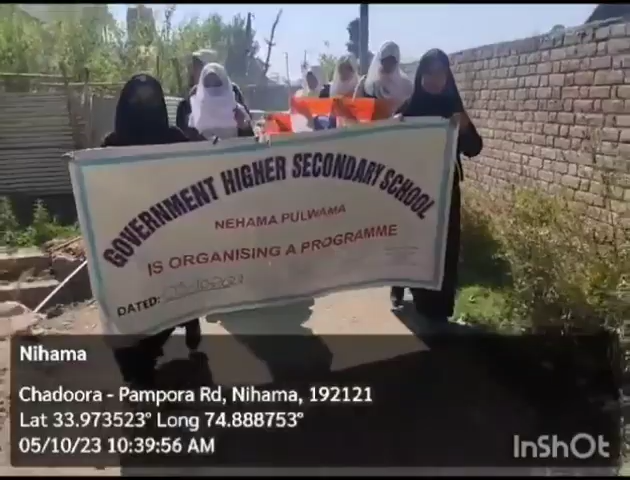 GOVERNMENT HIGHER SECONDARY SCHOOL
NEHAMA PULWAMA
IS ORGANISING A PROGRAMME
DATED:
Nihama
Chadoora - Pampora Rd, Nihama, 192121
Lat 33.973523° Long 74.888753°
05/10/23 10:39:56 AM
InShOt